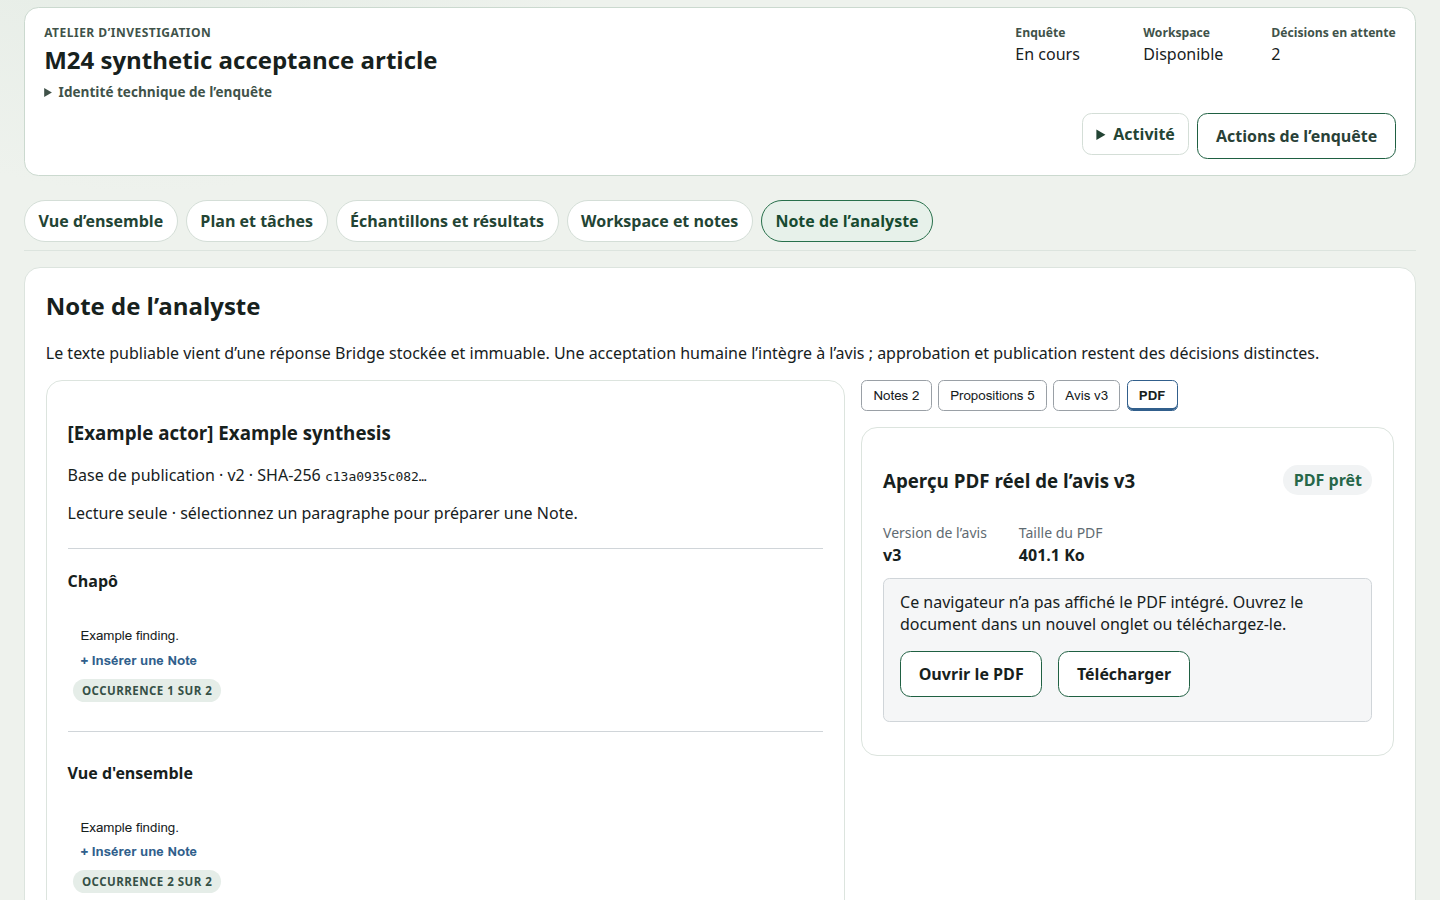 ATELIER D’INVESTIGATION
M24 synthetic acceptance article
Identité technique de l’enquête
Enquête
En cours
Workspace
Disponible
Décisions en attente
2
Activité
Actions de l’enquête
Vue d’ensemble
Plan et tâches
Échantillons et résultats
Workspace et notes
Note de l’analyste
Note de l’analyste
Le texte publiable vient d’une réponse Bridge stockée et immuable. Une acceptation humaine l’intègre à l’avis ; approbation et publication restent des décisions distinctes.
[Example actor] Example synthesis
Base de publication · v2 · SHA-256 c13a0935c082…
Lecture seule · sélectionnez un paragraphe pour préparer une Note.
Chapô
Example finding.
+ Insérer une Note
OCCURRENCE 1 SUR 2
Vue d'ensemble
Example finding.
+ Insérer une Note
OCCURRENCE 2 SUR 2
Notes 2
Propositions 5
Avis v3
PDF
Aperçu PDF réel de l’avis v3
PDF prêt
Version de l’avis
v3
Taille du PDF
401.1 Ko
Ce navigateur n’a pas affiché le PDF intégré. Ouvrez le
document dans un nouvel onglet ou téléchargez-le.
Ouvrir le PDF
Télécharger